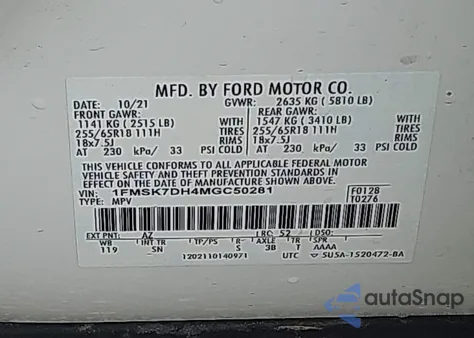 MFD. BY FORD MOTOR CO.
DATE: 10/21 GVWR: 2635 KG ( 5810 LB)
FRONT GAWR: REAR GAWR:
1141 KG ( 2515 LB) WITH 1547 KG ( 3410 LB) WITH
255/65R18 111H TIRES 255/65R18 111H TIRES
18x7.5J RIMS 18x7.5J RIMS
AT 230 kPa/ 33 PSI COLD AT 230 kPa/ 33 PSI COLD
THIS VEHICLE CONFORMS TO ALL APPLICABLE FEDERAL MOTOR
VEHICLE SAFETY AND THEFT PREVENTION STANDARDS IN EFFECT ON
THE DATE OF MANUFACTURE SHOWN ABOVE.
VIN: 1FMSK7DH4MGC50281 F0128
TYPE: MPV T0276
EXT PNT: AZ RC: 52 DSO:
WB INT TR TP/PS R AXLE TR SPR
119 SN S 3B T AAAA
1202110140971 UTC 5U5A-1520472-BA
autoSnap